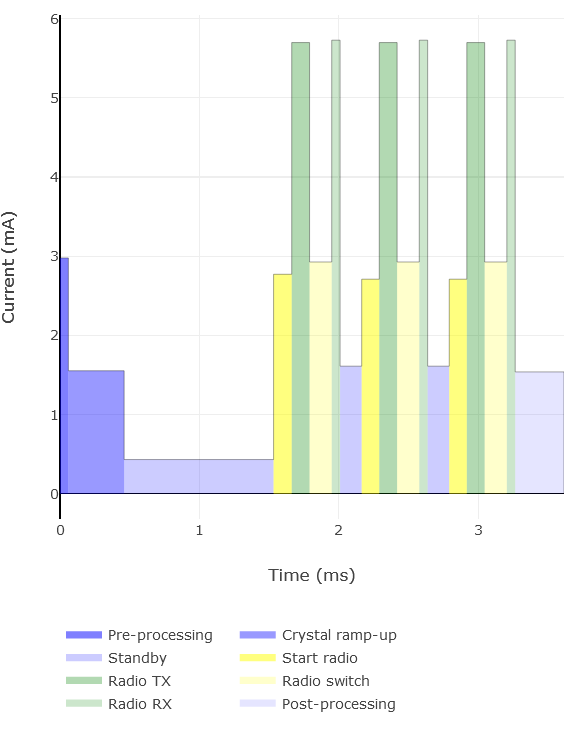 6
5
4
3
2
1
0
Current (mA)
0 1 2 3
Time (ms)
Pre-processing Crystal ramp-up
Standby Start radio
Radio TX Radio switch
Radio RX Post-processing